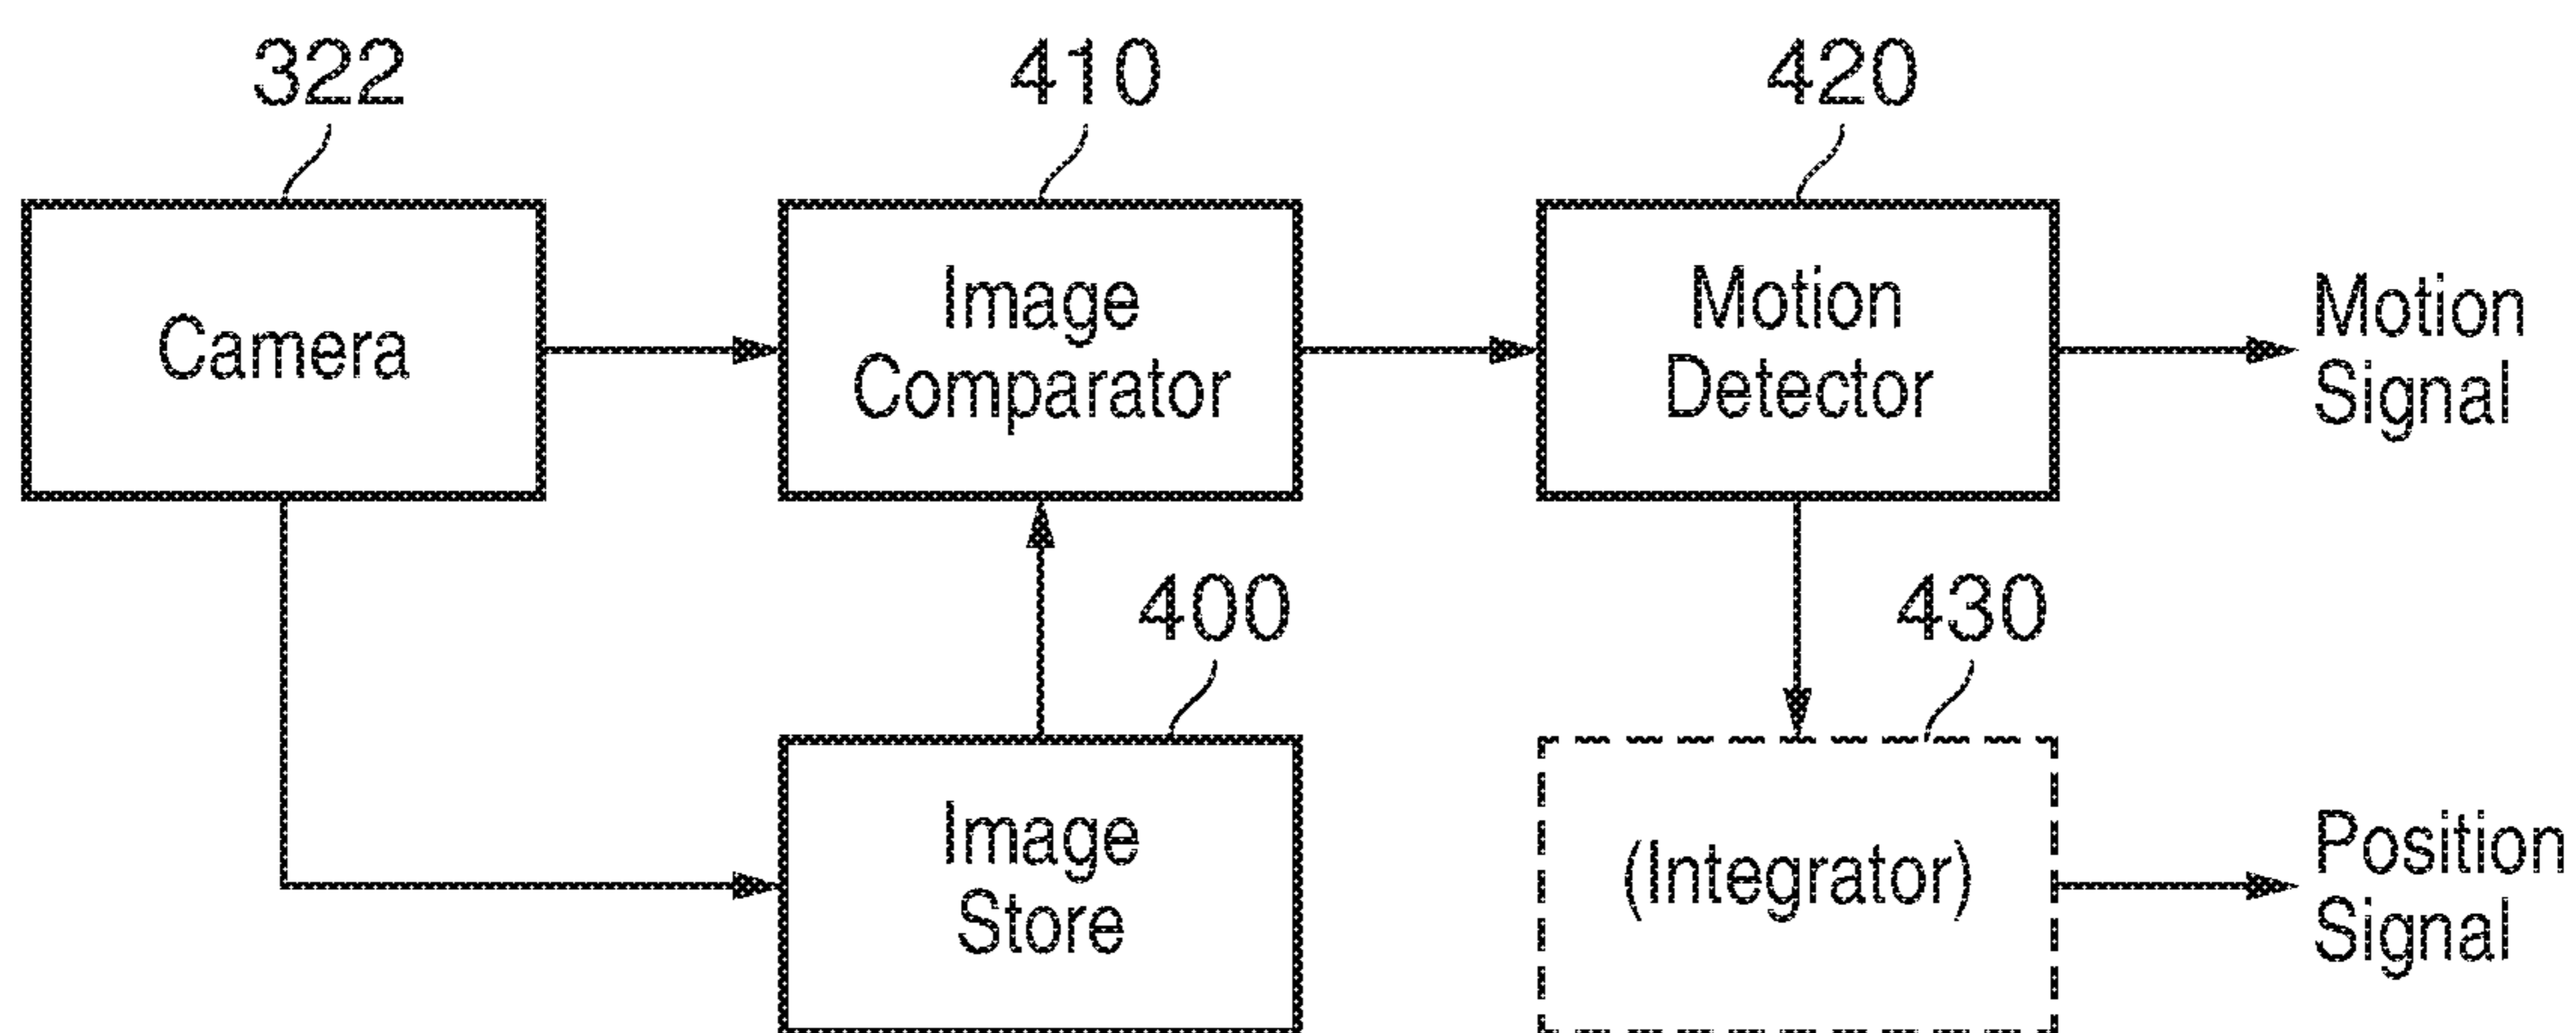 322
410
420
Camera
Image
Comparator
Motion
Detector
Motion
Signal
400
430
Image
Store
(Integrator)
Position
Signal